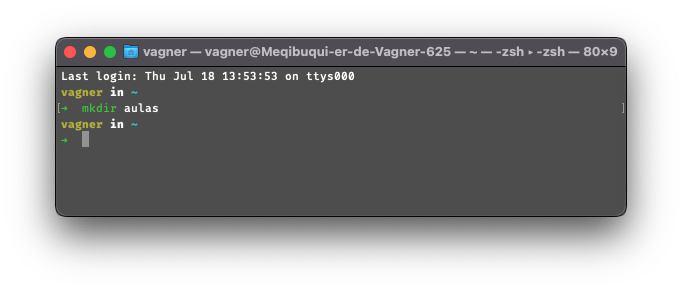 vagner — vagner@Meqibuqui-er-de-Vagner-625 — ~ — -zsh ▸ -zsh — 80×9
Last login: Thu Jul 18 13:53:53 on ttys000
vagner in ~
[➜  mkdir aulas ]
vagner in ~
➜